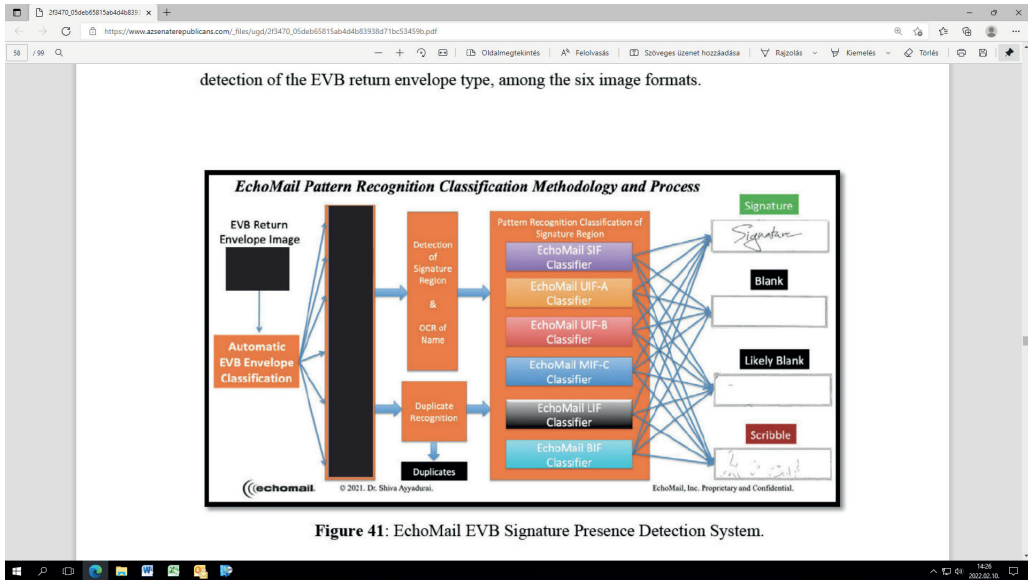 2f3470_05deb65815ab4d4b8393
https://www.azsenaterepublicans.com/_files/ugd/2f3470_05deb65815ab4d4b83938d71bc53459b.pdf
58 / 99
Oldalmegtekintés
Felolvasás
Szöveges üzenet hozzáadása
Rajzolás
Kiemelés
Törlés
detection of the EVB return envelope type, among the six image formats.
EchoMail Pattern Recognition Classification Methodology and Process
EVB Return
Envelope Image
Automatic
EVB Envelope
Classification
Detection
of
Signature
Region
&
OCR of
Name
Duplicate
Recognition
Duplicates
Pattern Recognition Classification of
Signature Region
EchoMail SIF
Classifier
EchoMail UIF-A
Classifier
EchoMail UIF-B
Classifier
EchoMail MIF-C
Classifier
EchoMail LIF
Classifier
EchoMail BIF
Classifier
Signature
Signature
Blank
Likely Blank
Scribble
((echomail.
© 2021. Dr. Shiva Ayyadurai.
EchoMail, Inc. Proprietary and Confidential.
Figure 41: EchoMail EVB Signature Presence Detection System.
14:26
2022.02.10.